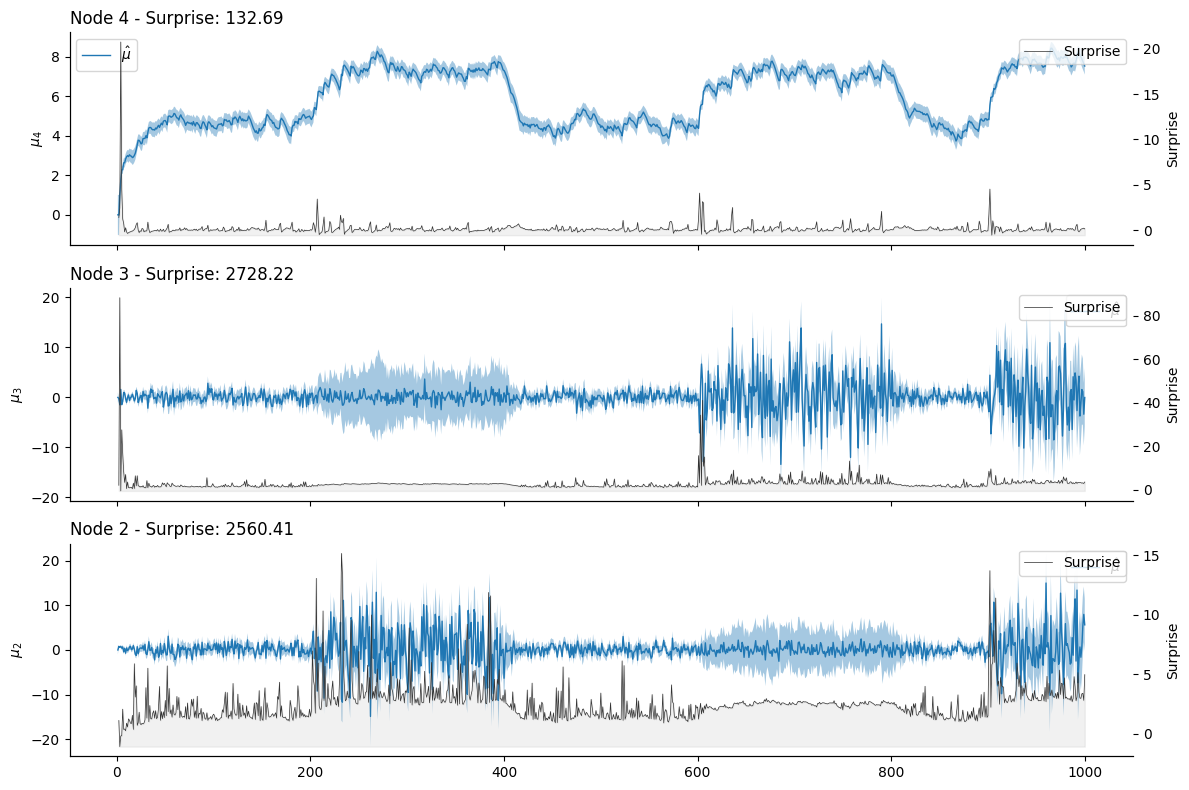 Node 4 - Surprise: 132.69
μ̂
Surprise
8
6
4
2
0
μ₄
20
15
10
5
0
Surprise
Node 3 - Surprise: 2728.22
Surprise
μ̂
20
10
0
−10
−20
μ₃
80
60
40
20
0
Surprise
Node 2 - Surprise: 2560.41
Surprise
μ̂
20
10
0
−10
−20
μ₂
15
10
5
0
Surprise
0 200 400 600 800 1000